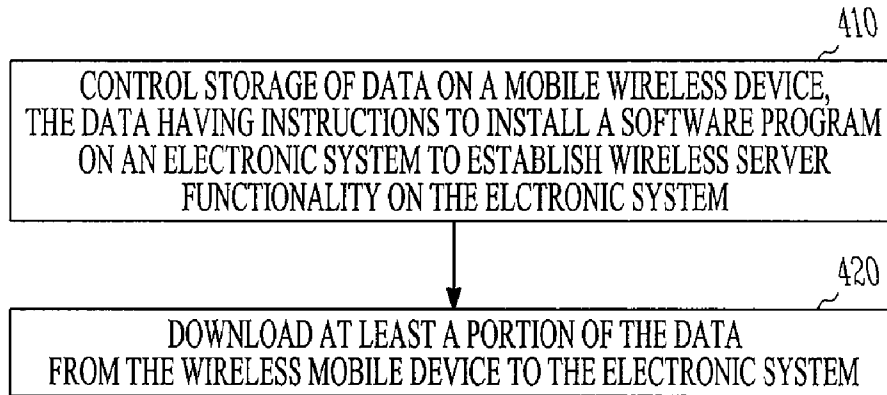 410
CONTROL STORAGE OF DATA ON A MOBILE WIRELESS DEVICE,
THE DATA HAVING INSTRUCTIONS TO INSTALL A SOFTWARE PROGRAM
ON AN ELECTRONIC SYSTEM TO ESTABLISH WIRELESS SERVER
FUNCTIONALITY ON THE ELCTRONIC SYSTEM
420
DOWNLOAD AT LEAST A PORTION OF THE DATA
FROM THE WIRELESS MOBILE DEVICE TO THE ELECTRONIC SYSTEM